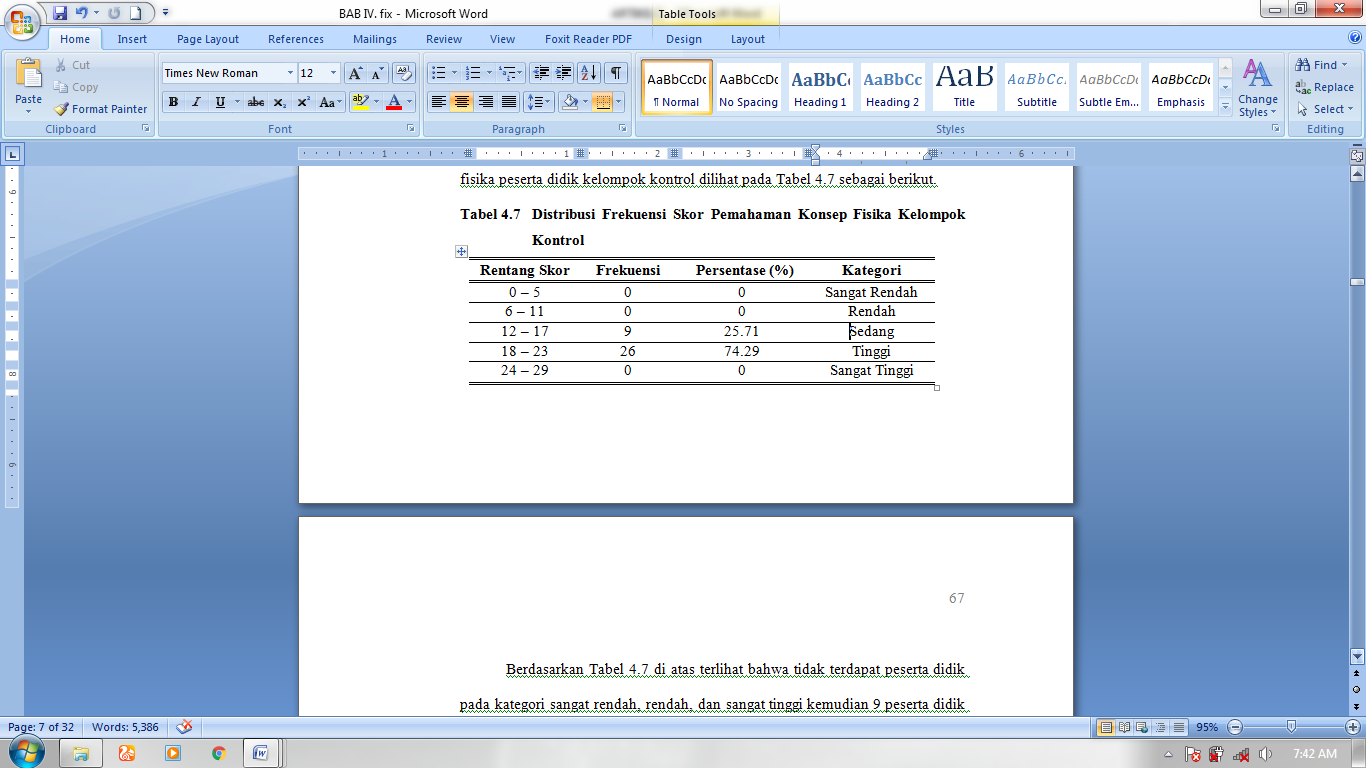 BAB IV. fix - Microsoft Word
Table Tools
Home Insert Page Layout References Mailings Review View Foxit Reader PDF Design Layout
Paste
Cut
Copy
Format Painter
Clipboard
Times New Roman 12
Font
Paragraph
AaBbCcDc AaBbCcDc AaBbC AaBbCc AaB AaBbCc. AaBbCcDc AaBbCcDc
¶ Normal No Spacing Heading 1 Heading 2 Title Subtitle Subtle Em... Emphasis
Change Styles
Styles
Find
Replace
Select
Editing
fisika peserta didik kelompok kontrol dilihat pada Tabel 4.7 sebagai berikut.
Tabel 4.7 Distribusi Frekuensi Skor Pemahaman Konsep Fisika Kelompok
Kontrol
Rentang Skor Frekuensi Persentase (%) Kategori
0 – 5 0 0 Sangat Rendah
6 – 11 0 0 Rendah
12 – 17 9 25.71 Sedang
18 – 23 26 74.29 Tinggi
24 – 29 0 0 Sangat Tinggi
67
Berdasarkan Tabel 4.7 di atas terlihat bahwa tidak terdapat peserta didik
pada kategori sangat rendah, rendah, dan sangat tinggi kemudian 9 peserta didik
Page: 7 of 32 Words: 5,386 95%
7:42 AM